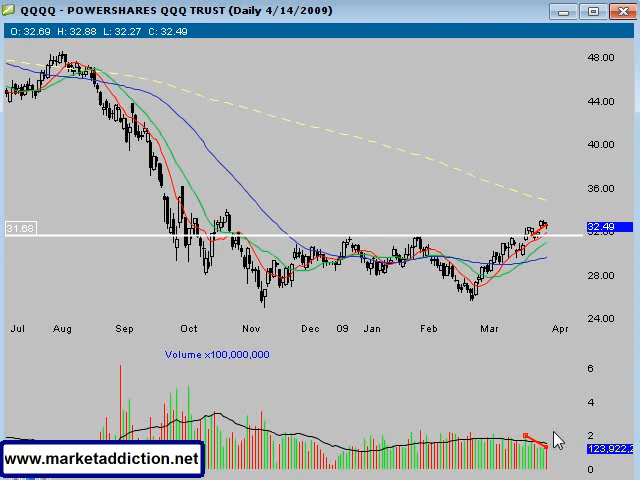 QQQQ - POWERSHARES QQQ TRUST (Daily 4/14/2009)
O: 32.69 H: 32.88 L: 32.27 C: 32.49
48.00
44.00
40.00
36.00
31.68
32.49
28.00
24.00
Jul Aug Sep Oct Nov Dec 09 Jan Feb Mar Apr
Volume x100,000,000
6
4
2
123,922,2
0
www.marketaddiction.net